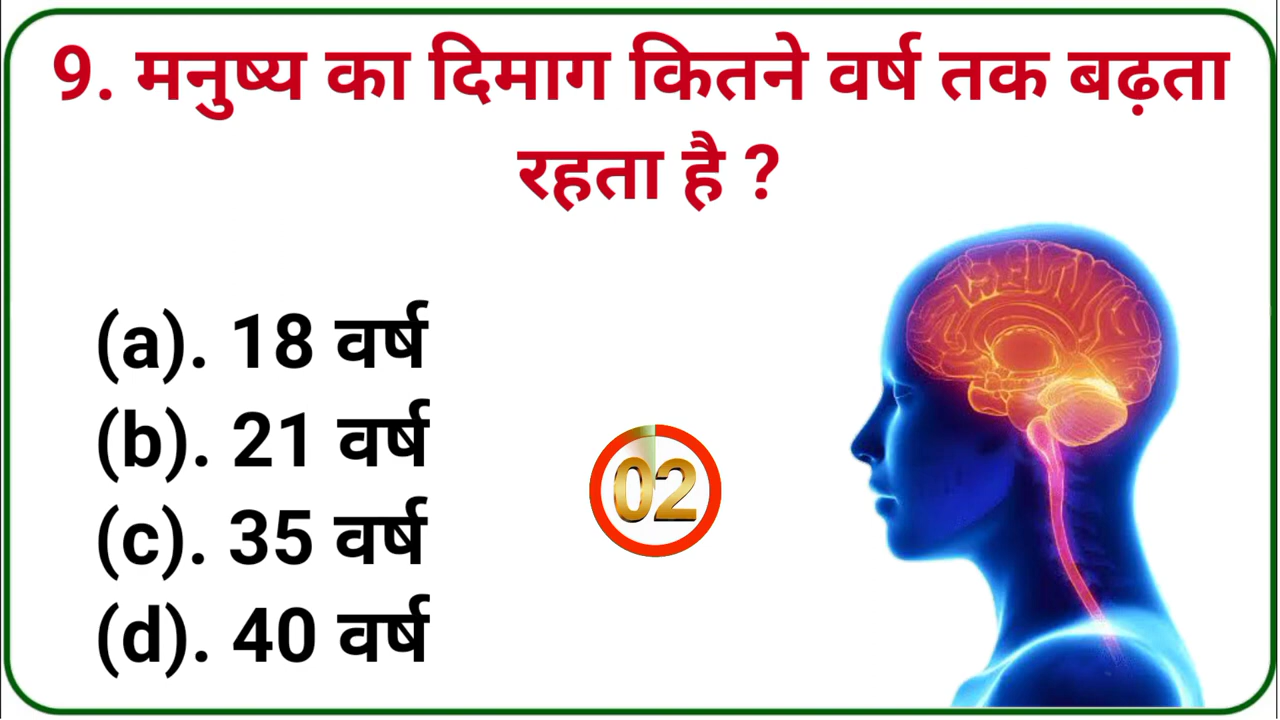 9. मनुष्य का दिमाग कितने वर्ष तक बढ़ता
रहता है ?
(a). 18 वर्ष
(b). 21 वर्ष
(c). 35 वर्ष
(d). 40 वर्ष
02